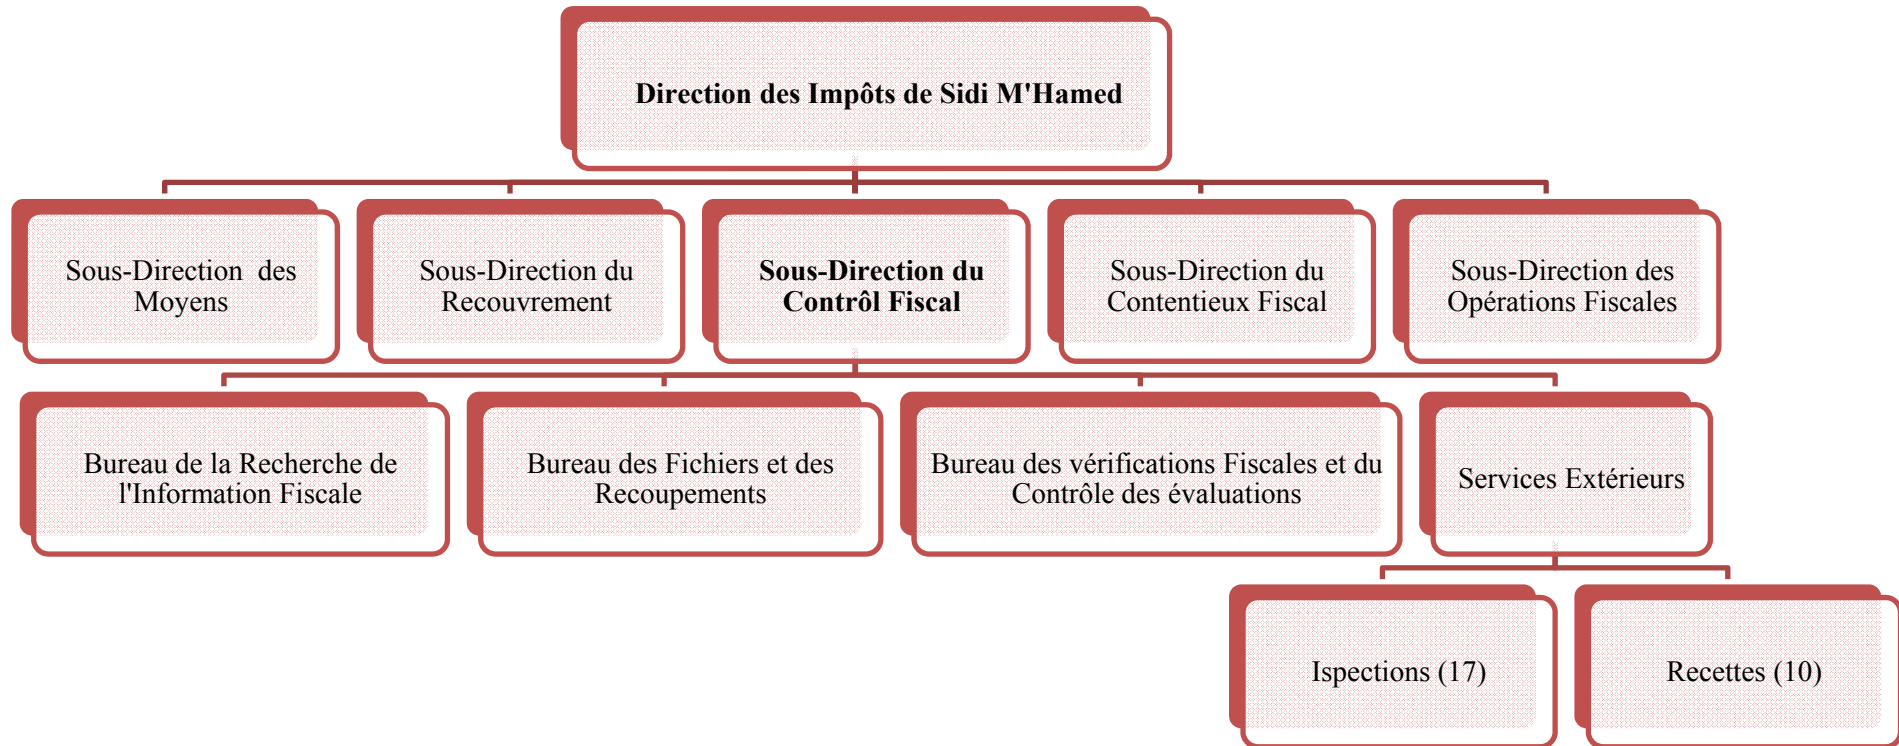 Direction des Impôts de Sidi M'Hamed
Sous-Direction des
Moyens
Sous-Direction du
Recouvrement
Sous-Direction du
Contrôl Fiscal
Sous-Direction du
Contentieux Fiscal
Sous-Direction des
Opérations Fiscales
Bureau de la Recherche de
l'Information Fiscale
Bureau des Fichiers et des
Recoupements
Bureau des vérifications Fiscales et du
Contrôle des évaluations
Services Extérieurs
Ispections (17)
Recettes (10)